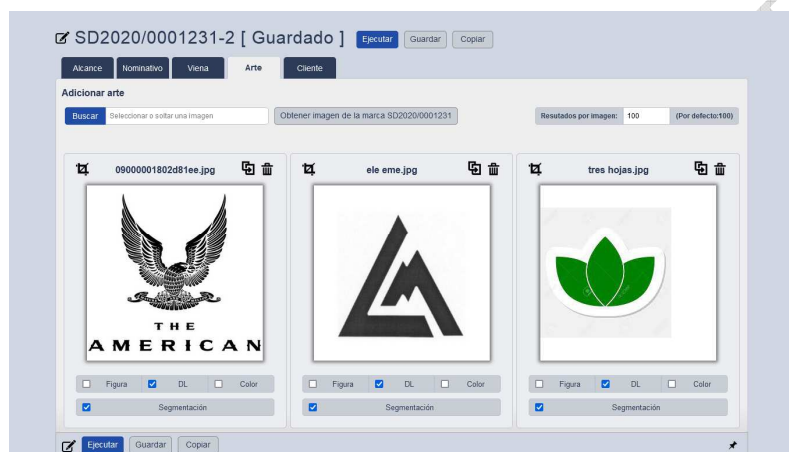 SD2020/0001231-2 [ Guardado ] Ejecutar Guardar Copiar
Alcance Nominativo Viena Arte Cliente
Adicionar arte
Buscar Seleccionar o soltar una imagen Obtener imagen de la marca SD2020/0001231 Resutados por imagen: 100 (Por defecto:100)
09000001802d81ee.jpg ele eme.jpg tres hojas.jpg
THE
AMERICAN
Figura DL Color Figura DL Color Figura DL Color
Segmentación Segmentación Segmentación
Ejecutar Guardar Copiar